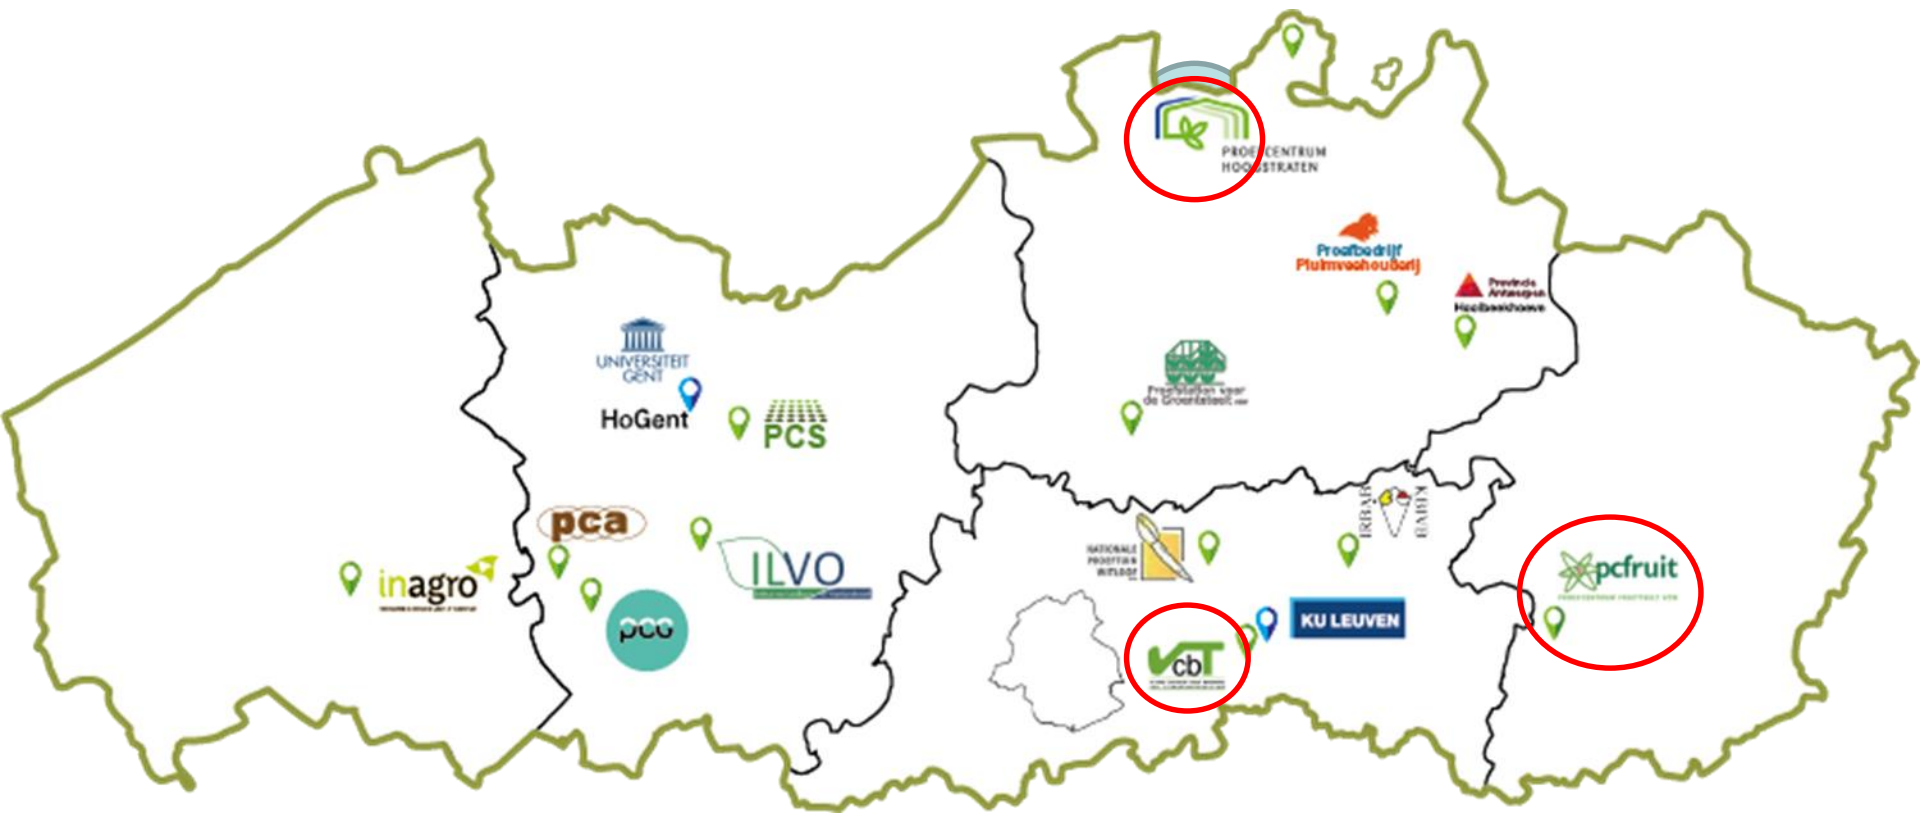 PROEFCENTRUM
HOOGSTRATEN
Proefbedrijf
Pluimveehouderij
Provincie
Antwerpen
Hooibeekhoeve
UNIVERSITEIT
GENT
HoGent
PCS
Proefstation voor
de Groenteteelt vzw
pca
inagro
ILVO
pcg
NATIONALE
PROEFTUIN
WITLOOF
IRBAB
KBIVB
KU LEUVEN
vcbT
pcfruit